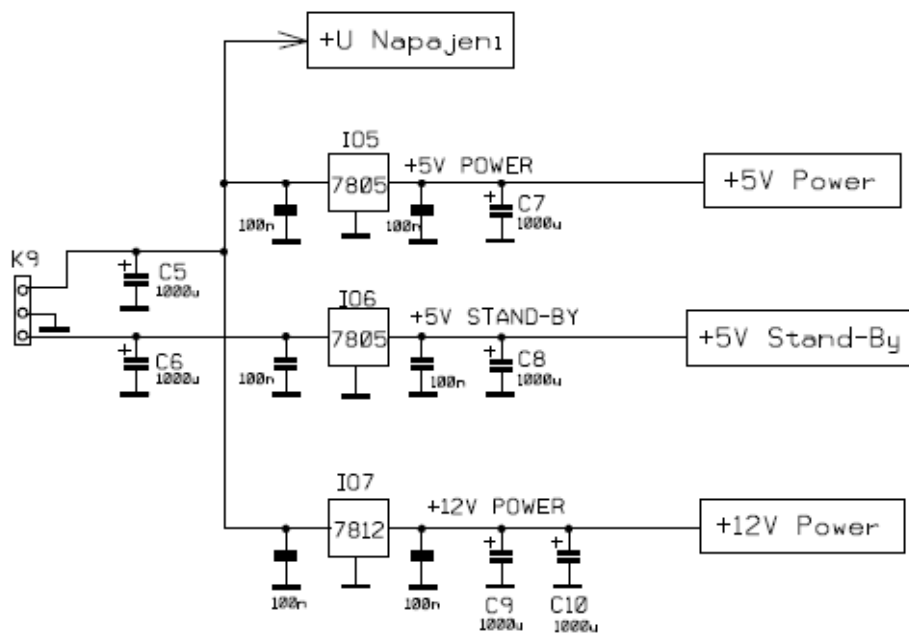 +U Napajeni
IO5
7805
+5V POWER
+5V Power
100n
100n
+
C7
1000u
K9
+
C5
1000u
IO6
7805
+5V STAND-BY
+5V Stand-By
+
C6
1000u
100n
100n
+
C8
1000u
IO7
7812
+12V POWER
+12V Power
100n
100n
+
C9
1000u
+
C10
1000u